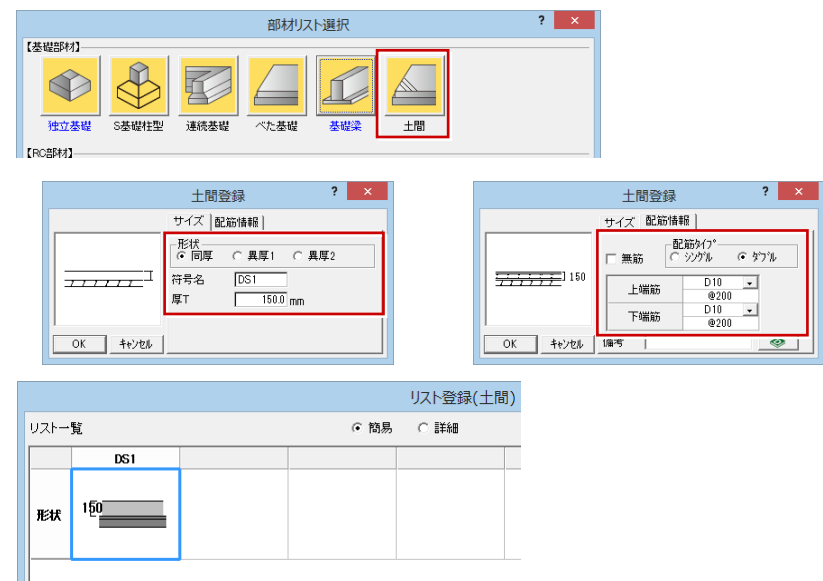 部材リスト選択 ? ×
【基礎部材】
独立基礎 S基礎柱型 連続基礎 べた基礎 基礎梁 土間
【RC部材】
土間登録 ? ×
サイズ 配筋情報
形状
同厚 異厚1 異厚2
符号名 DS1
厚T 150.0 mm
OK キャンセル
土間登録 ? ×
サイズ 配筋情報
配筋タイプ
無筋 シングル ダブル
150
上端筋 D10
@200
下端筋 D10
@200
OK キャンセル 備考
リスト登録(土間)
リスト一覧 簡易 詳細
DS1
形状 150